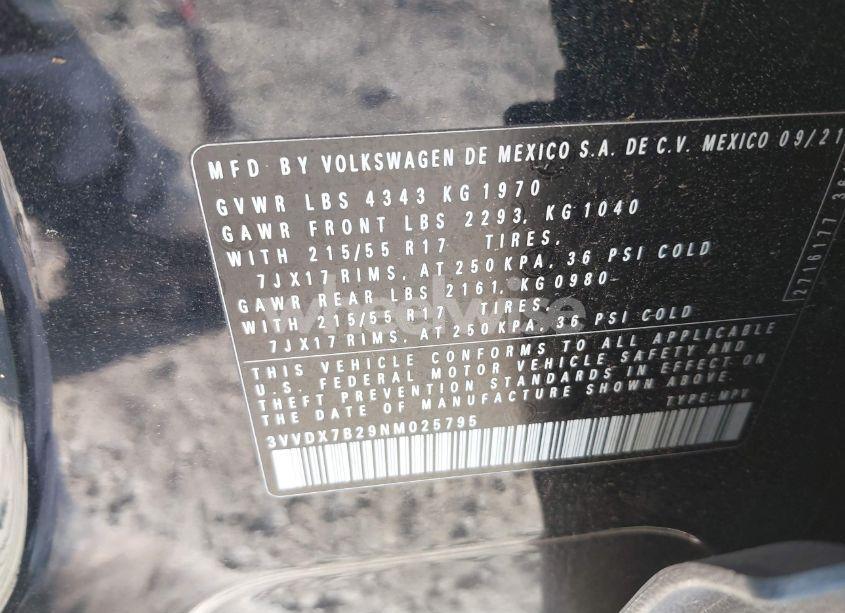 MFD BY VOLKSWAGEN DE MEXICO S.A. DE C.V. MEXICO 09/21
GVWR LBS 4343 KG 1970
GAWR FRONT LBS 2293, KG 1040
WITH 215/55 R17 TIRES,
7JX17 RIMS, AT 250 KPA, 36 PSI COLD
GAWR REAR LBS 2161, KG0980
WITH 215/55 R17 TIRES,
7JX17 RIMS, AT 250 KPA, 36 PSI COLD
THIS VEHICLE CONFORMS TO ALL APPLICABLE
U.S. FEDERAL MOTOR VEHICLE SAFETY AND
THEFT PREVENTION STANDARDS IN EFFECT ON
THE DATE OF MANUFACTURE SHOWN ABOVE.
3VVDX7B29NM025795 TYPE: MPV
2716177
wheelwise